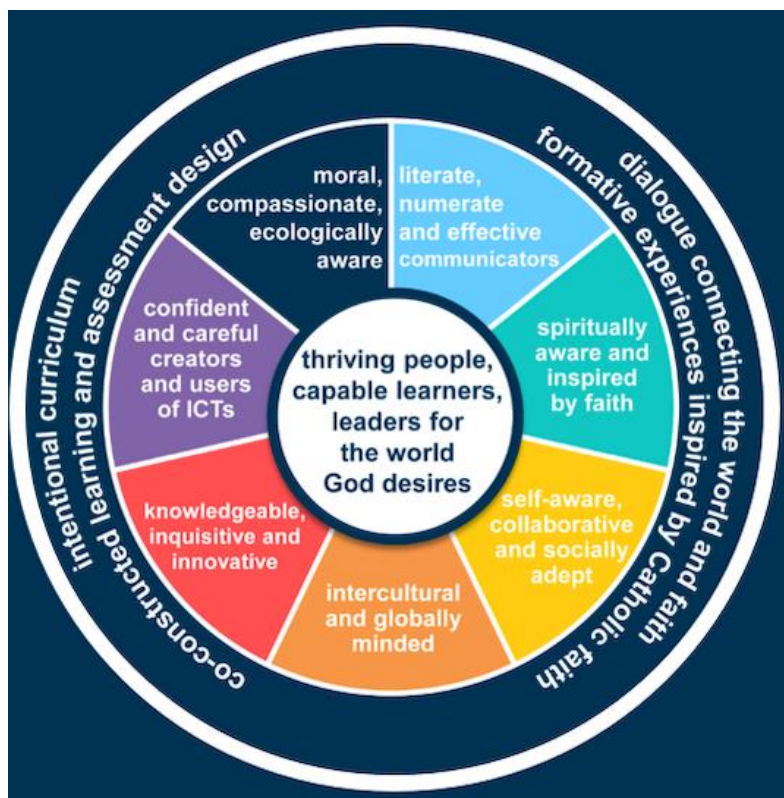 dialogue connecting the world and faith
formative experiences inspired by Catholic faith
intentional curriculum
co-constructed learning and assessment design
moral,
compassionate,
ecologically
aware
literate,
numerate
and effective
communicators
spiritually
aware and
inspired
by faith
self-aware,
collaborative
and socially
adept
intercultural
and globally
minded
knowledgeable,
inquisitive and
innovative
confident
and careful
creators
and users
of ICTs
thriving people,
capable learners,
leaders for
the world
God desires